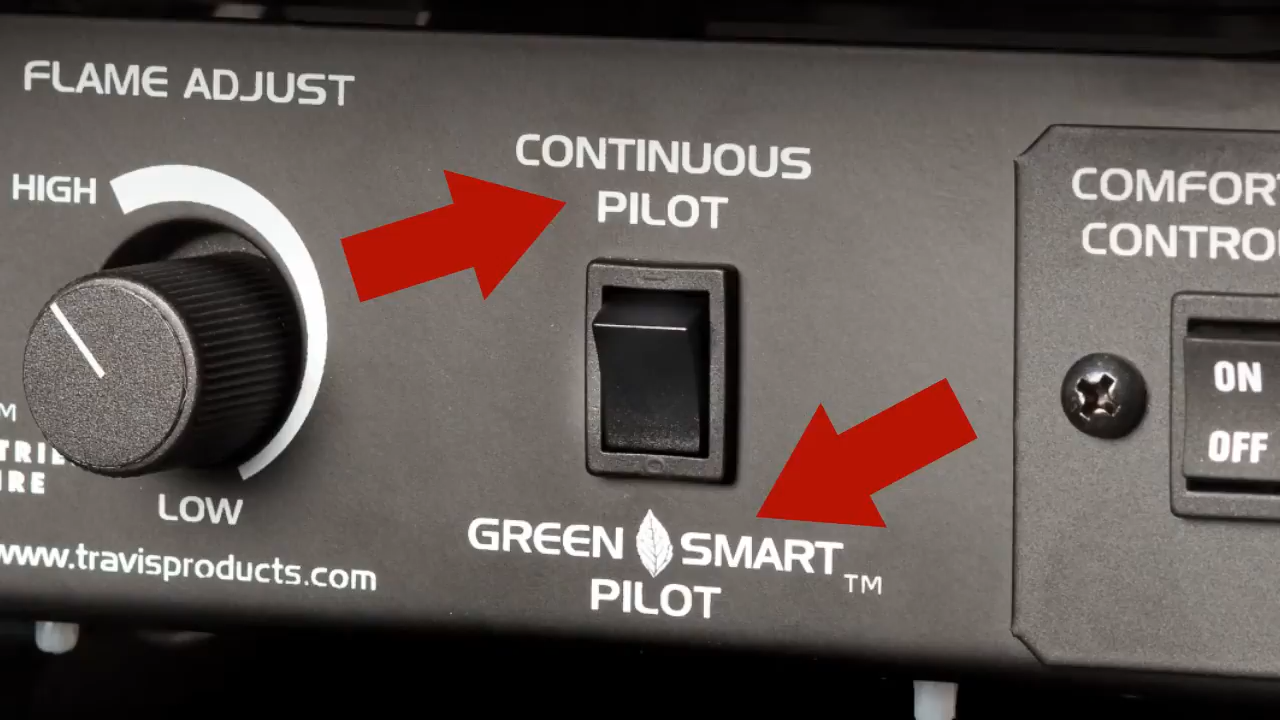 FLAME ADJUST
HIGH
LOW
www.travisproducts.com
CONTINUOUS
PILOT
GREEN SMART TM
PILOT
COMFORT
CONTRO
ON
OFF